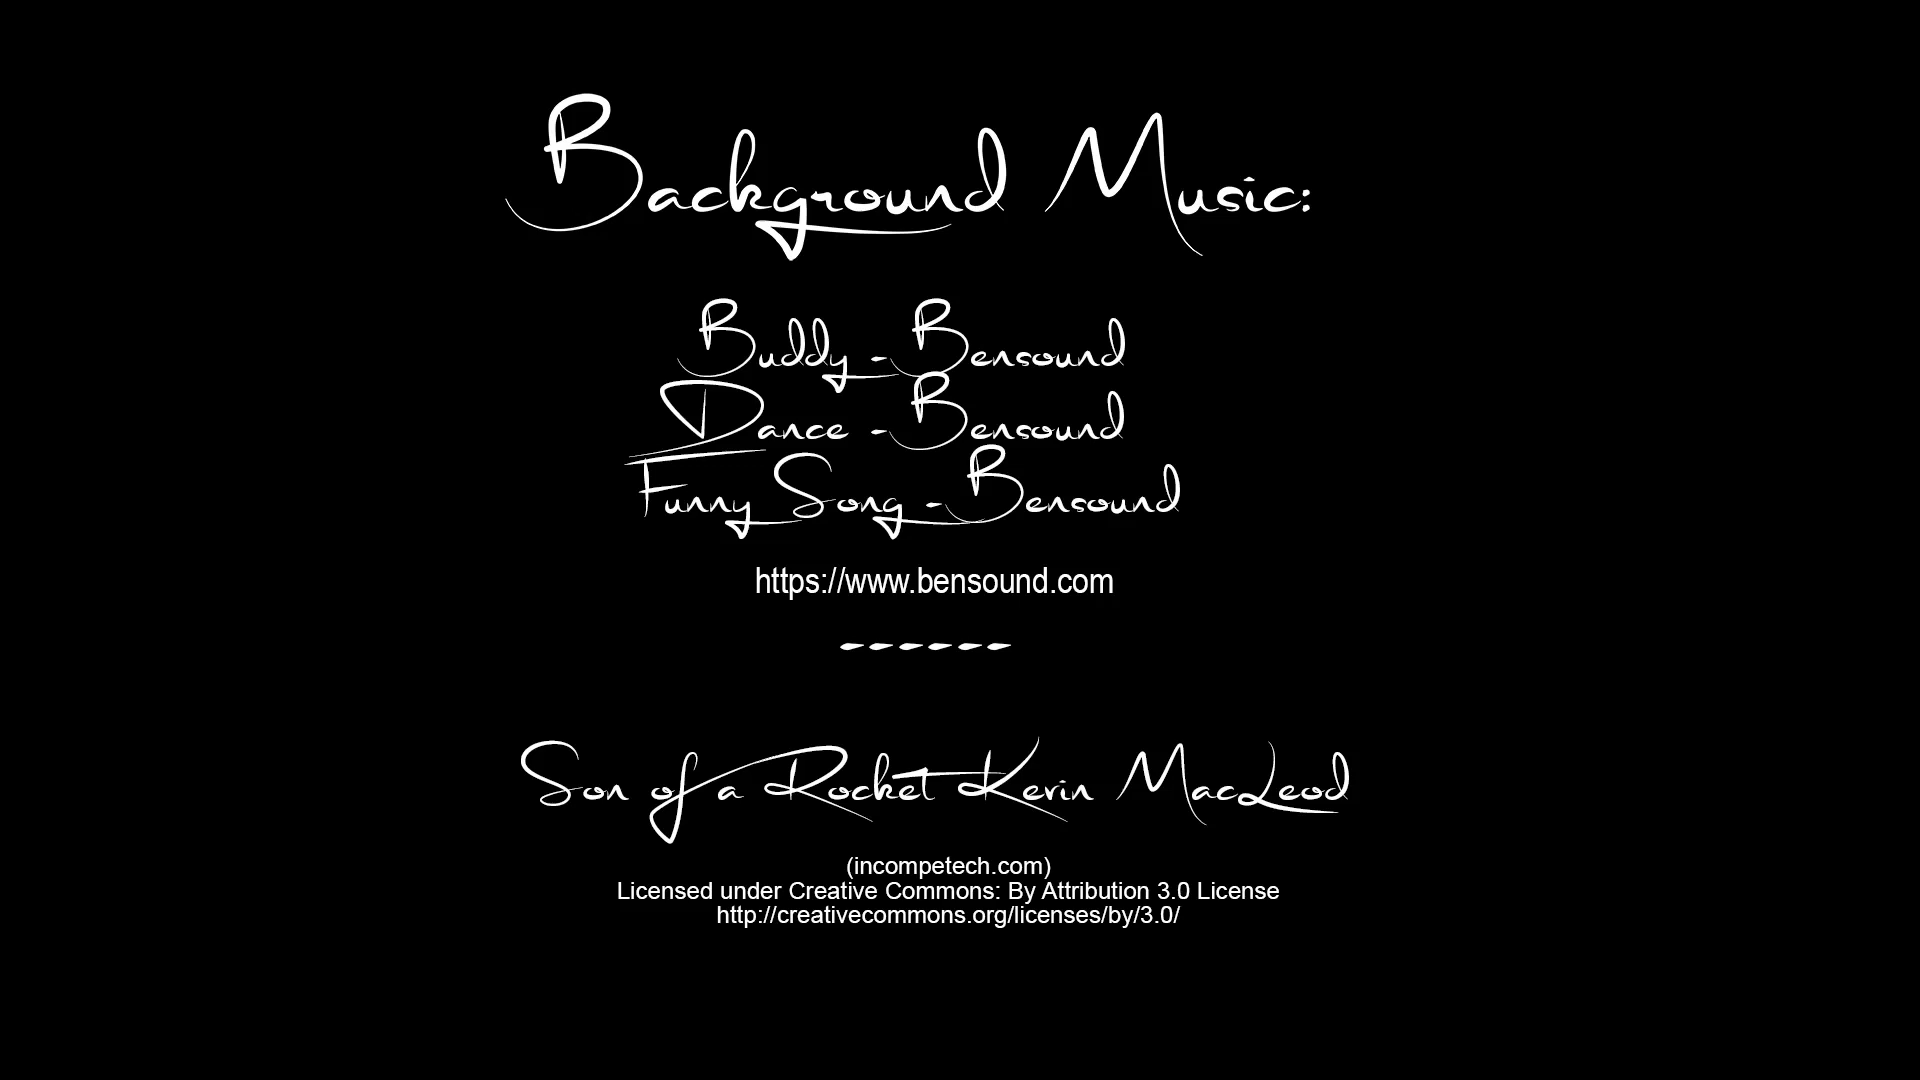 Background Music:
Buddy - Bensound
Dance - Bensound
Funny Song - Bensound
https://www.bensound.com
------
Son of a Rocket Kevin MacLeod
(incompetech.com)
Licensed under Creative Commons: By Attribution 3.0 License
http://creativecommons.org/licenses/by/3.0/